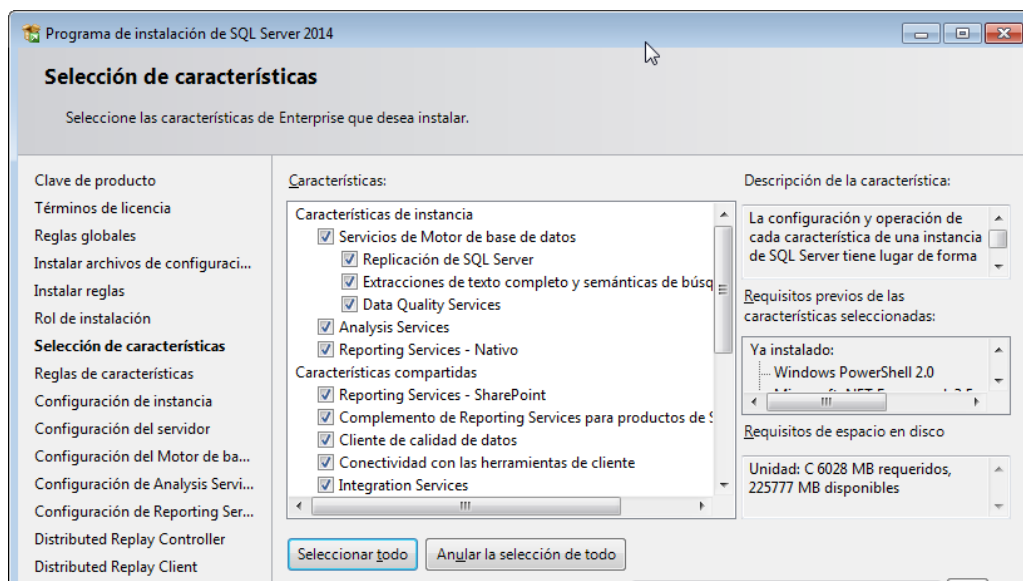 Programa de instalación de SQL Server 2014
Selección de características
Seleccione las características de Enterprise que desea instalar.
Clave de producto
Términos de licencia
Reglas globales
Instalar archivos de configuraci...
Instalar reglas
Rol de instalación
Selección de características
Reglas de características
Configuración de instancia
Configuración del servidor
Configuración del Motor de ba...
Configuración de Analysis Servi...
Configuración de Reporting Ser...
Distributed Replay Controller
Distributed Replay Client
Características:
Características de instancia
Servicios de Motor de base de datos
Replicación de SQL Server
Extracciones de texto completo y semánticas de búsq
Data Quality Services
Analysis Services
Reporting Services - Nativo
Características compartidas
Reporting Services - SharePoint
Complemento de Reporting Services para productos de S
Cliente de calidad de datos
Conectividad con las herramientas de cliente
Integration Services
Seleccionar todo
Anular la selección de todo
Descripción de la característica:
La configuración y operación de
cada característica de una instancia
de SQL Server tiene lugar de forma
Requisitos previos de las
características seleccionadas:
Ya instalado:
Windows PowerShell 2.0
Requisitos de espacio en disco
Unidad: C 6028 MB requeridos,
225777 MB disponibles